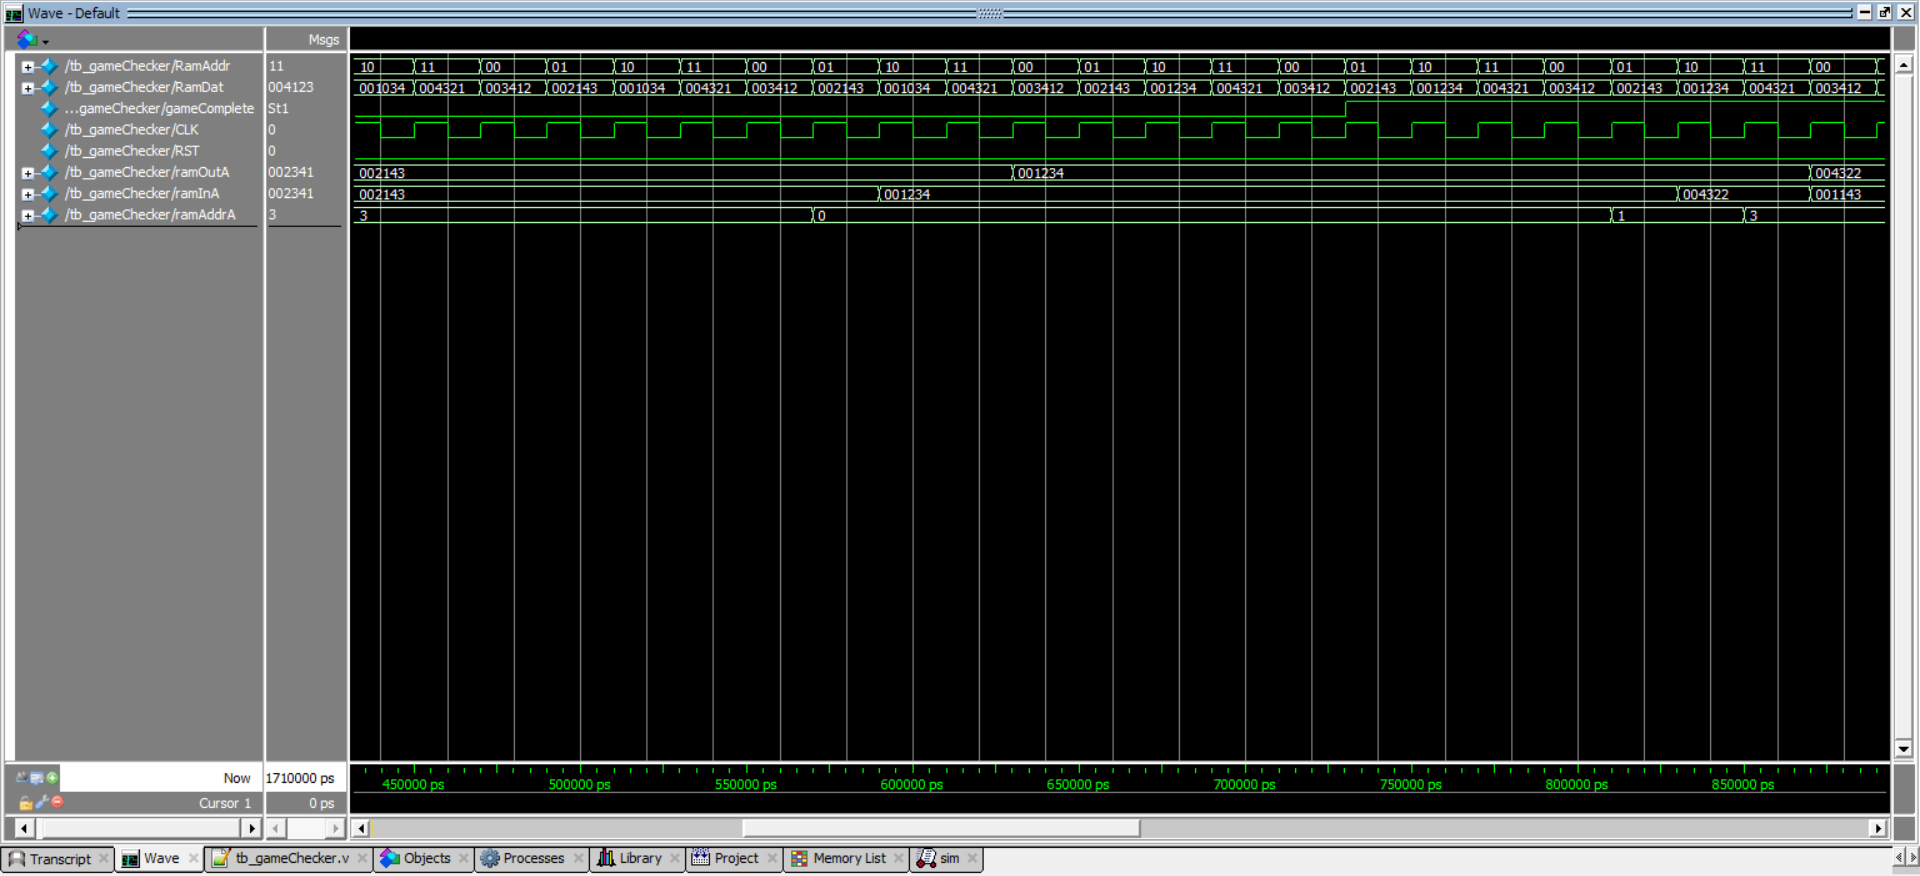 Wave - Default
Msgs
/tb_gameChecker/RamAddr 11 10 11 00 01 10 11 00 01 10 11 00 01 10 11 00 01 10 11 00 01 10 11 00
/tb_gameChecker/RamDat 004123 001034 004321 003412 002143 001034 004321 003412 002143 001034 004321 003412 002143 001234 004321 003412 002143 001234 004321 003412 002143 001234 004321 003412
...gameChecker/gameComplete St1
/tb_gameChecker/CLK 0
/tb_gameChecker/RST 0
/tb_gameChecker/ramOutA 002341 002143 001234 004322
/tb_gameChecker/ramInA 002341 002143 001234 004322 001143
/tb_gameChecker/ramAddrA 3 3 0 1 3
Now 1710000 ps 450000 ps 500000 ps 550000 ps 600000 ps 650000 ps 700000 ps 750000 ps 800000 ps 850000 ps
Cursor 1 0 ps
Transcript Wave tb_gameChecker.v Objects Processes Library Project Memory List sim